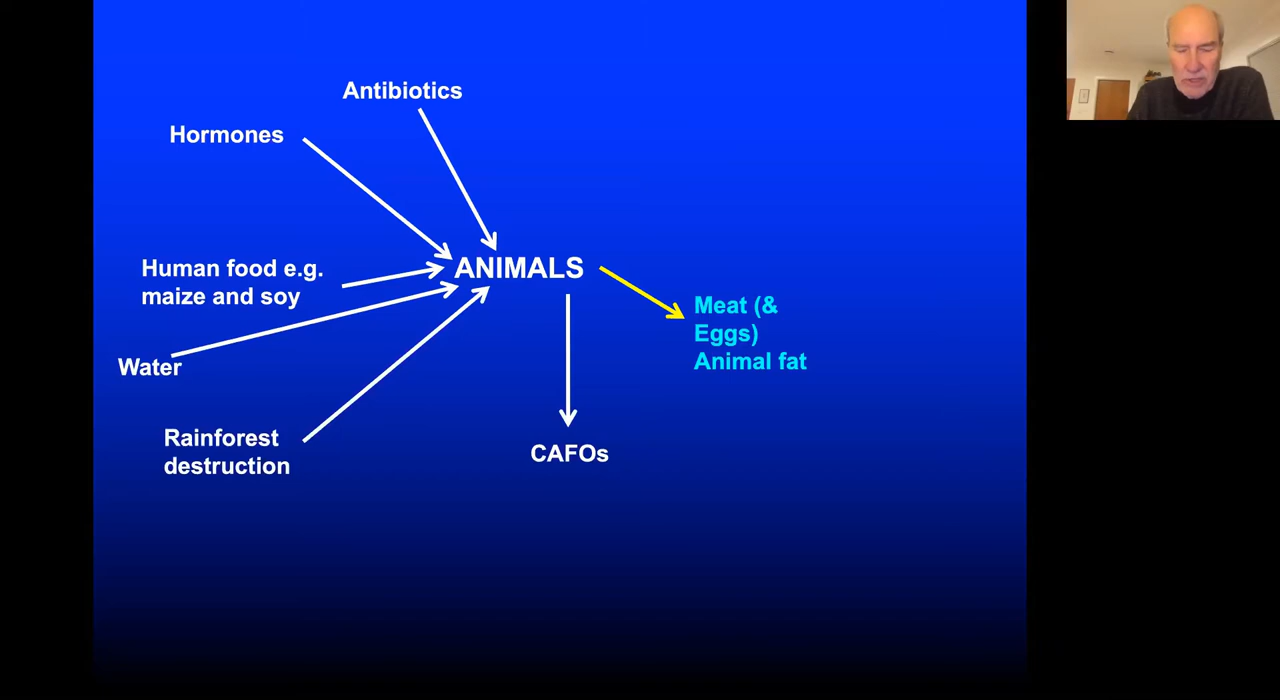 Antibiotics
Hormones
Human food e.g.
maize and soy
ANIMALS
Meat (&
Eggs)
Animal fat
Water
Rainforest
destruction
CAFOs